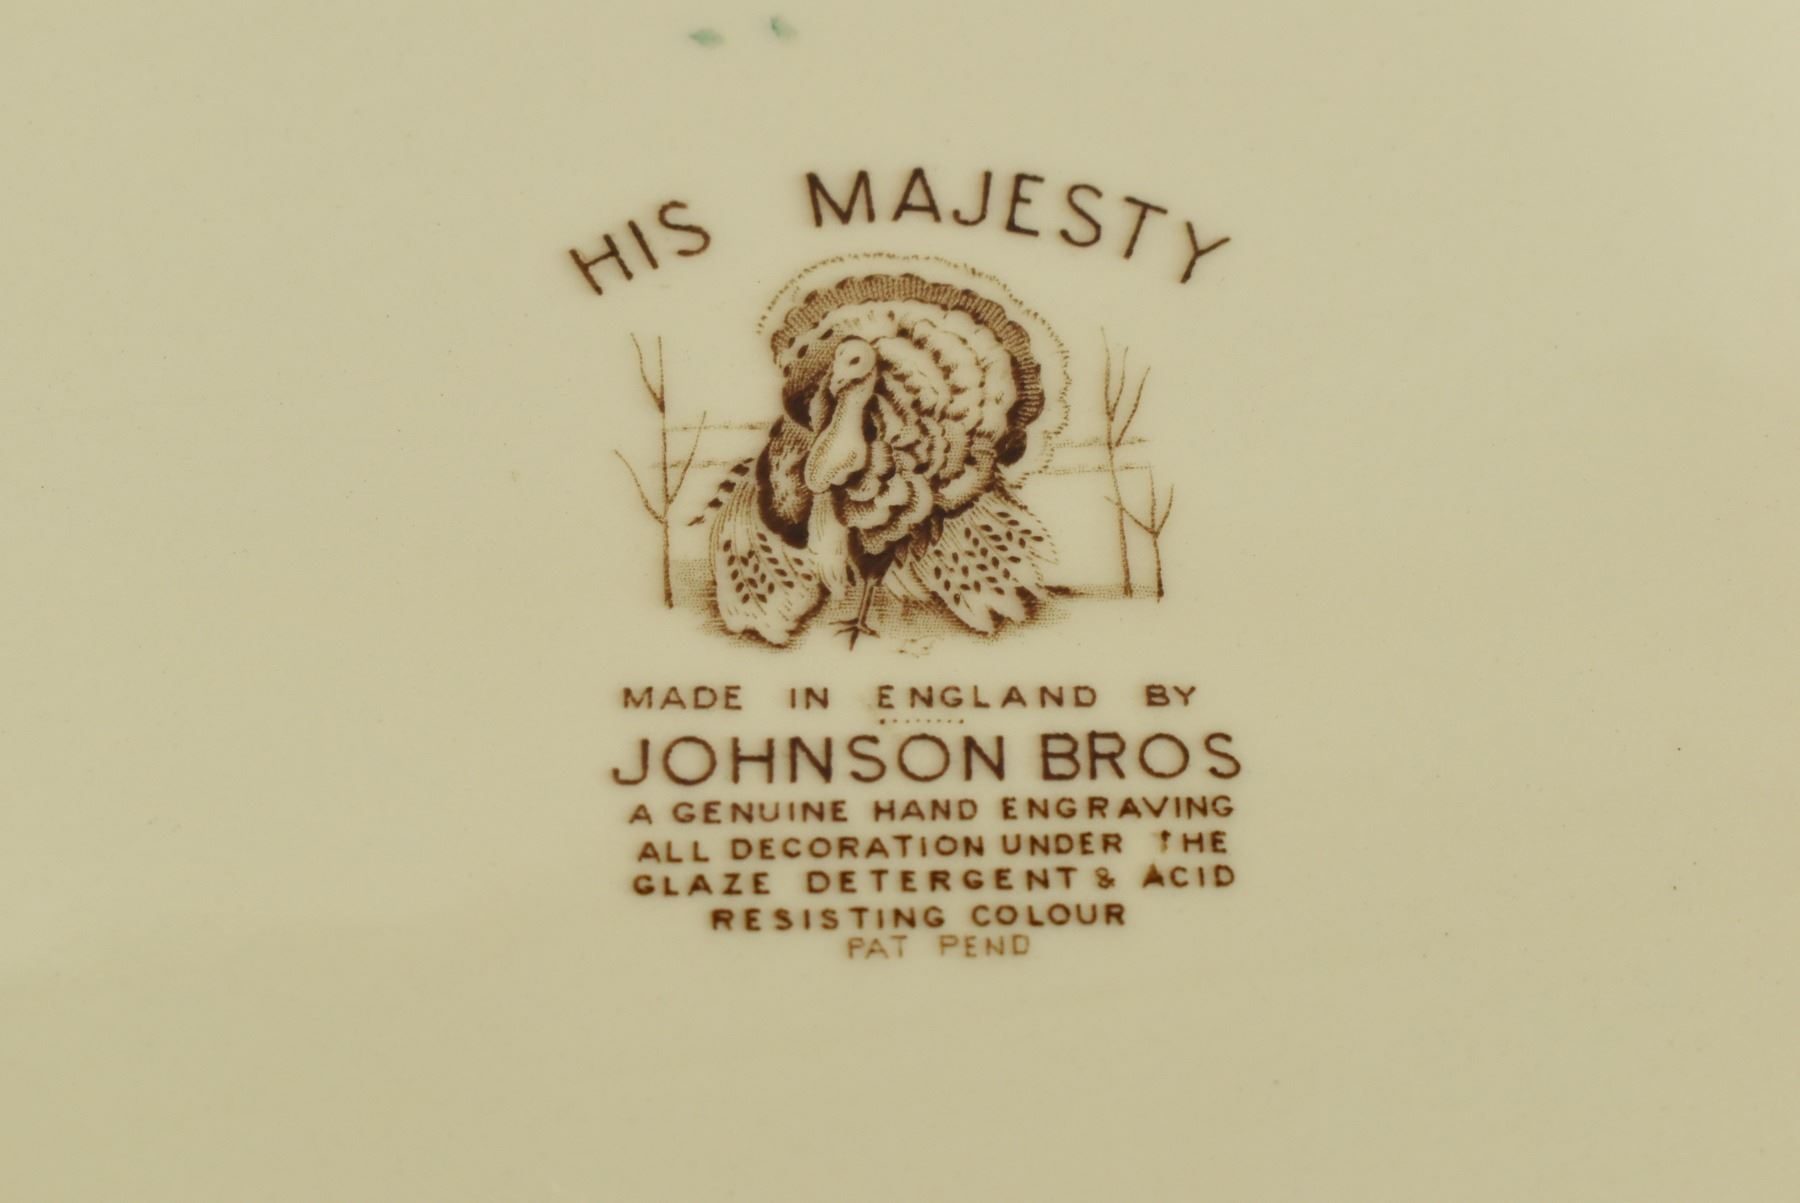 HIS MAJESTY
MADE IN ENGLAND BY
JOHNSON BROS
A GENUINE HAND ENGRAVING
ALL DECORATION UNDER THE
GLAZE DETERGENT & ACID
RESISTING COLOUR
PAT PEND